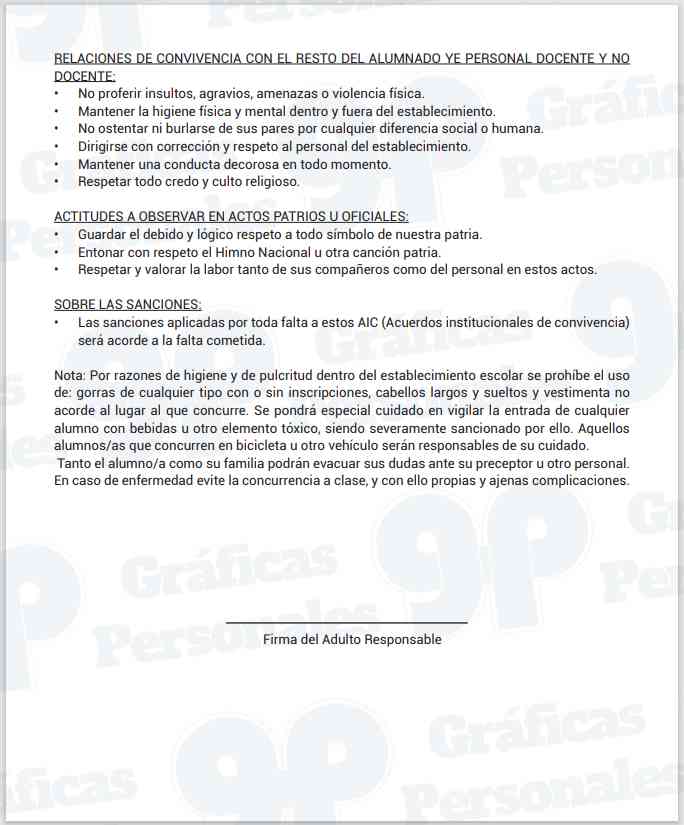 RELACIONES DE CONVIVENCIA CON EL RESTO DEL ALUMNADO YE PERSONAL DOCENTE Y NO
DOCENTE:
• No proferir insultos, agravios, amenazas o violencia física.
• Mantener la higiene física y mental dentro y fuera del establecimiento.
• No ostentar ni burlarse de sus pares por cualquier diferencia social o humana.
• Dirigirse con corrección y respeto al personal del establecimiento.
• Mantener una conducta decorosa en todo momento.
• Respetar todo credo y culto religioso.
ACTITUDES A OBSERVAR EN ACTOS PATRIOS U OFICIALES:
• Guardar el debido y lógico respeto a todo símbolo de nuestra patria.
• Entonar con respeto el Himno Nacional u otra canción patria.
• Respetar y valorar la labor tanto de sus compañeros como del personal en estos actos.
SOBRE LAS SANCIONES:
• Las sanciones aplicadas por toda falta a estos AIC (Acuerdos institucionales de convivencia)
será acorde a la falta cometida.
Nota: Por razones de higiene y de pulcritud dentro del establecimiento escolar se prohíbe el uso
de: gorras de cualquier tipo con o sin inscripciones, cabellos largos y sueltos y vestimenta no
acorde al lugar al que concurre. Se pondrá especial cuidado en vigilar la entrada de cualquier
alumno con bebidas u otro elemento tóxico, siendo severamente sancionado por ello. Aquellos
alumnos/as que concurren en bicicleta u otro vehículo serán responsables de su cuidado.
Tanto el alumno/a como su familia podrán evacuar sus dudas ante su preceptor u otro personal.
En caso de enfermedad evite la concurrencia a clase, y con ello propias y ajenas complicaciones.
gp Gráficas
Personales
Firma del Adulto Responsable
gp Gráficas
Personales